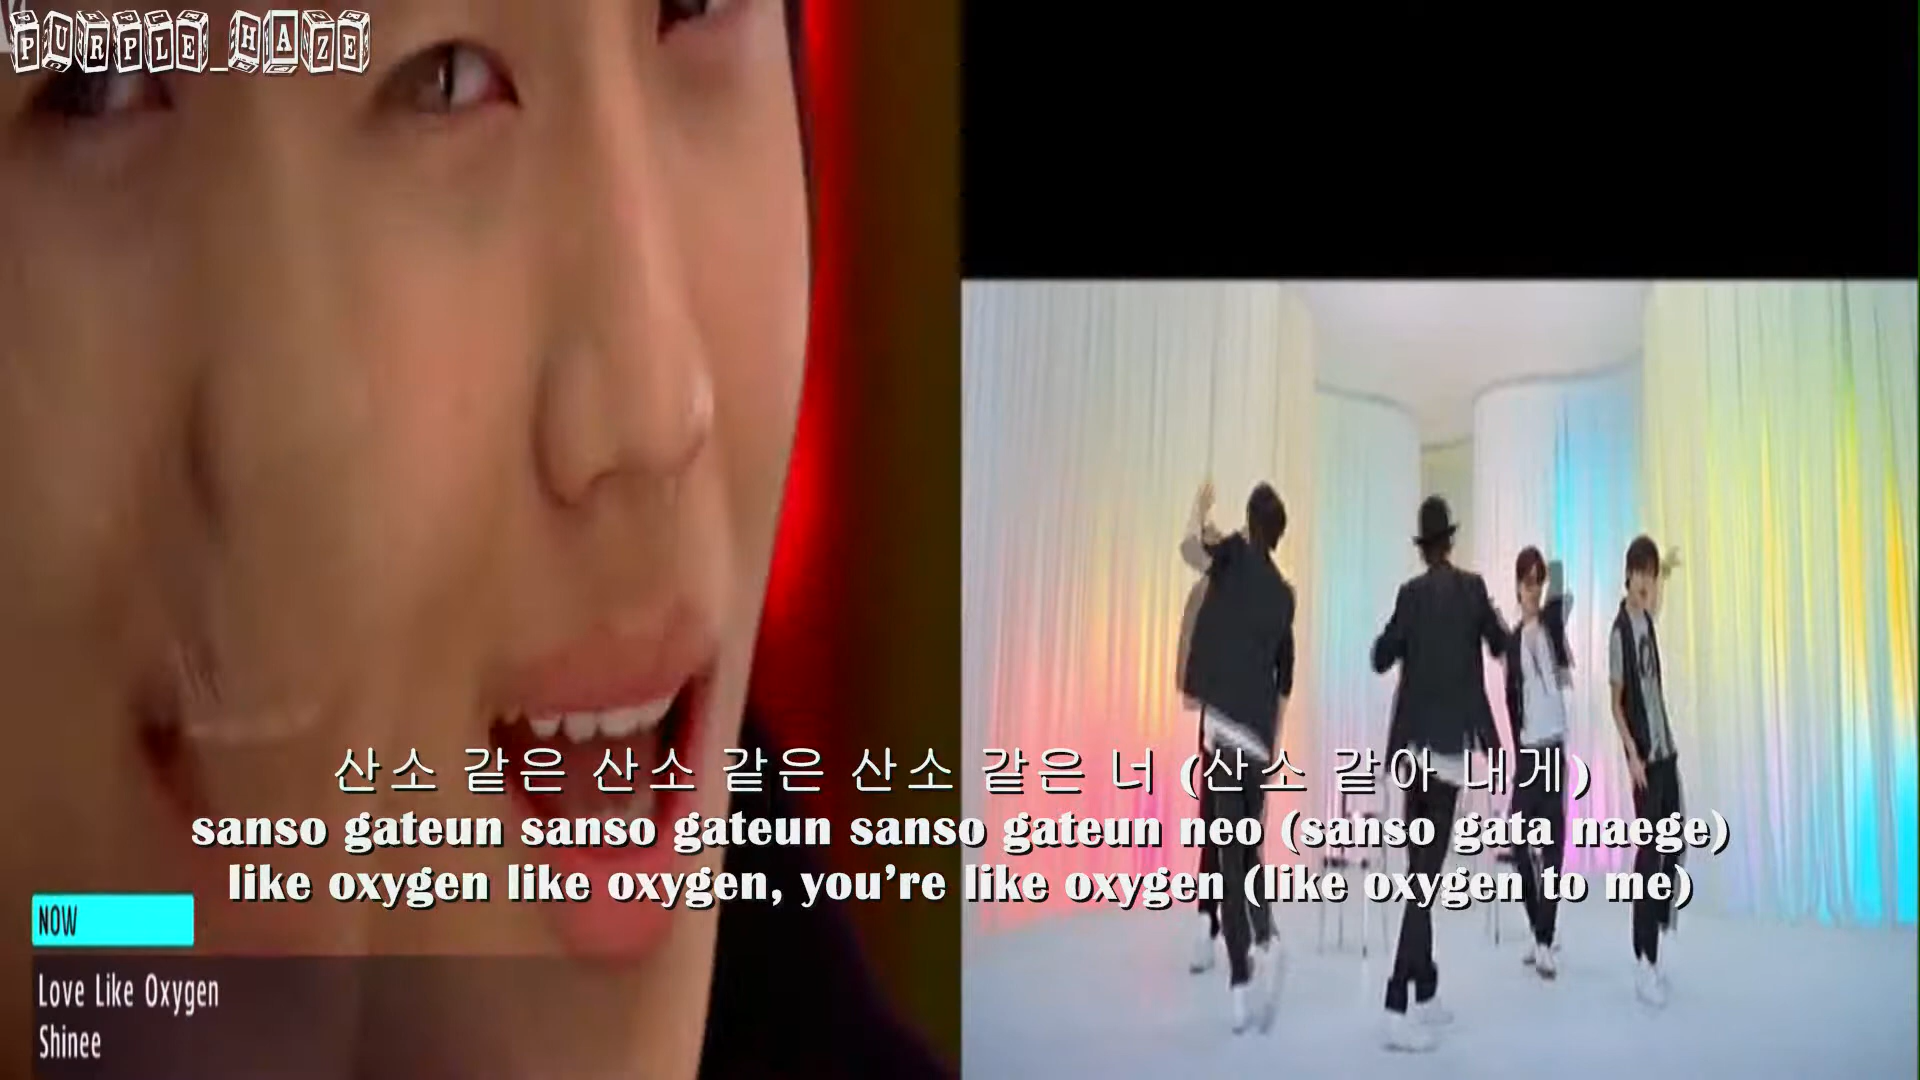 PURPLE_HAZE
산소 같은 산소 같은 산소 같은 너 (산소 같아 내게)
sanso gateun sanso gateun sanso gateun neo (sanso gata naege)
like oxygen like oxygen, you're like oxygen (like oxygen to me)
NOW
Love Like Oxygen
Shinee